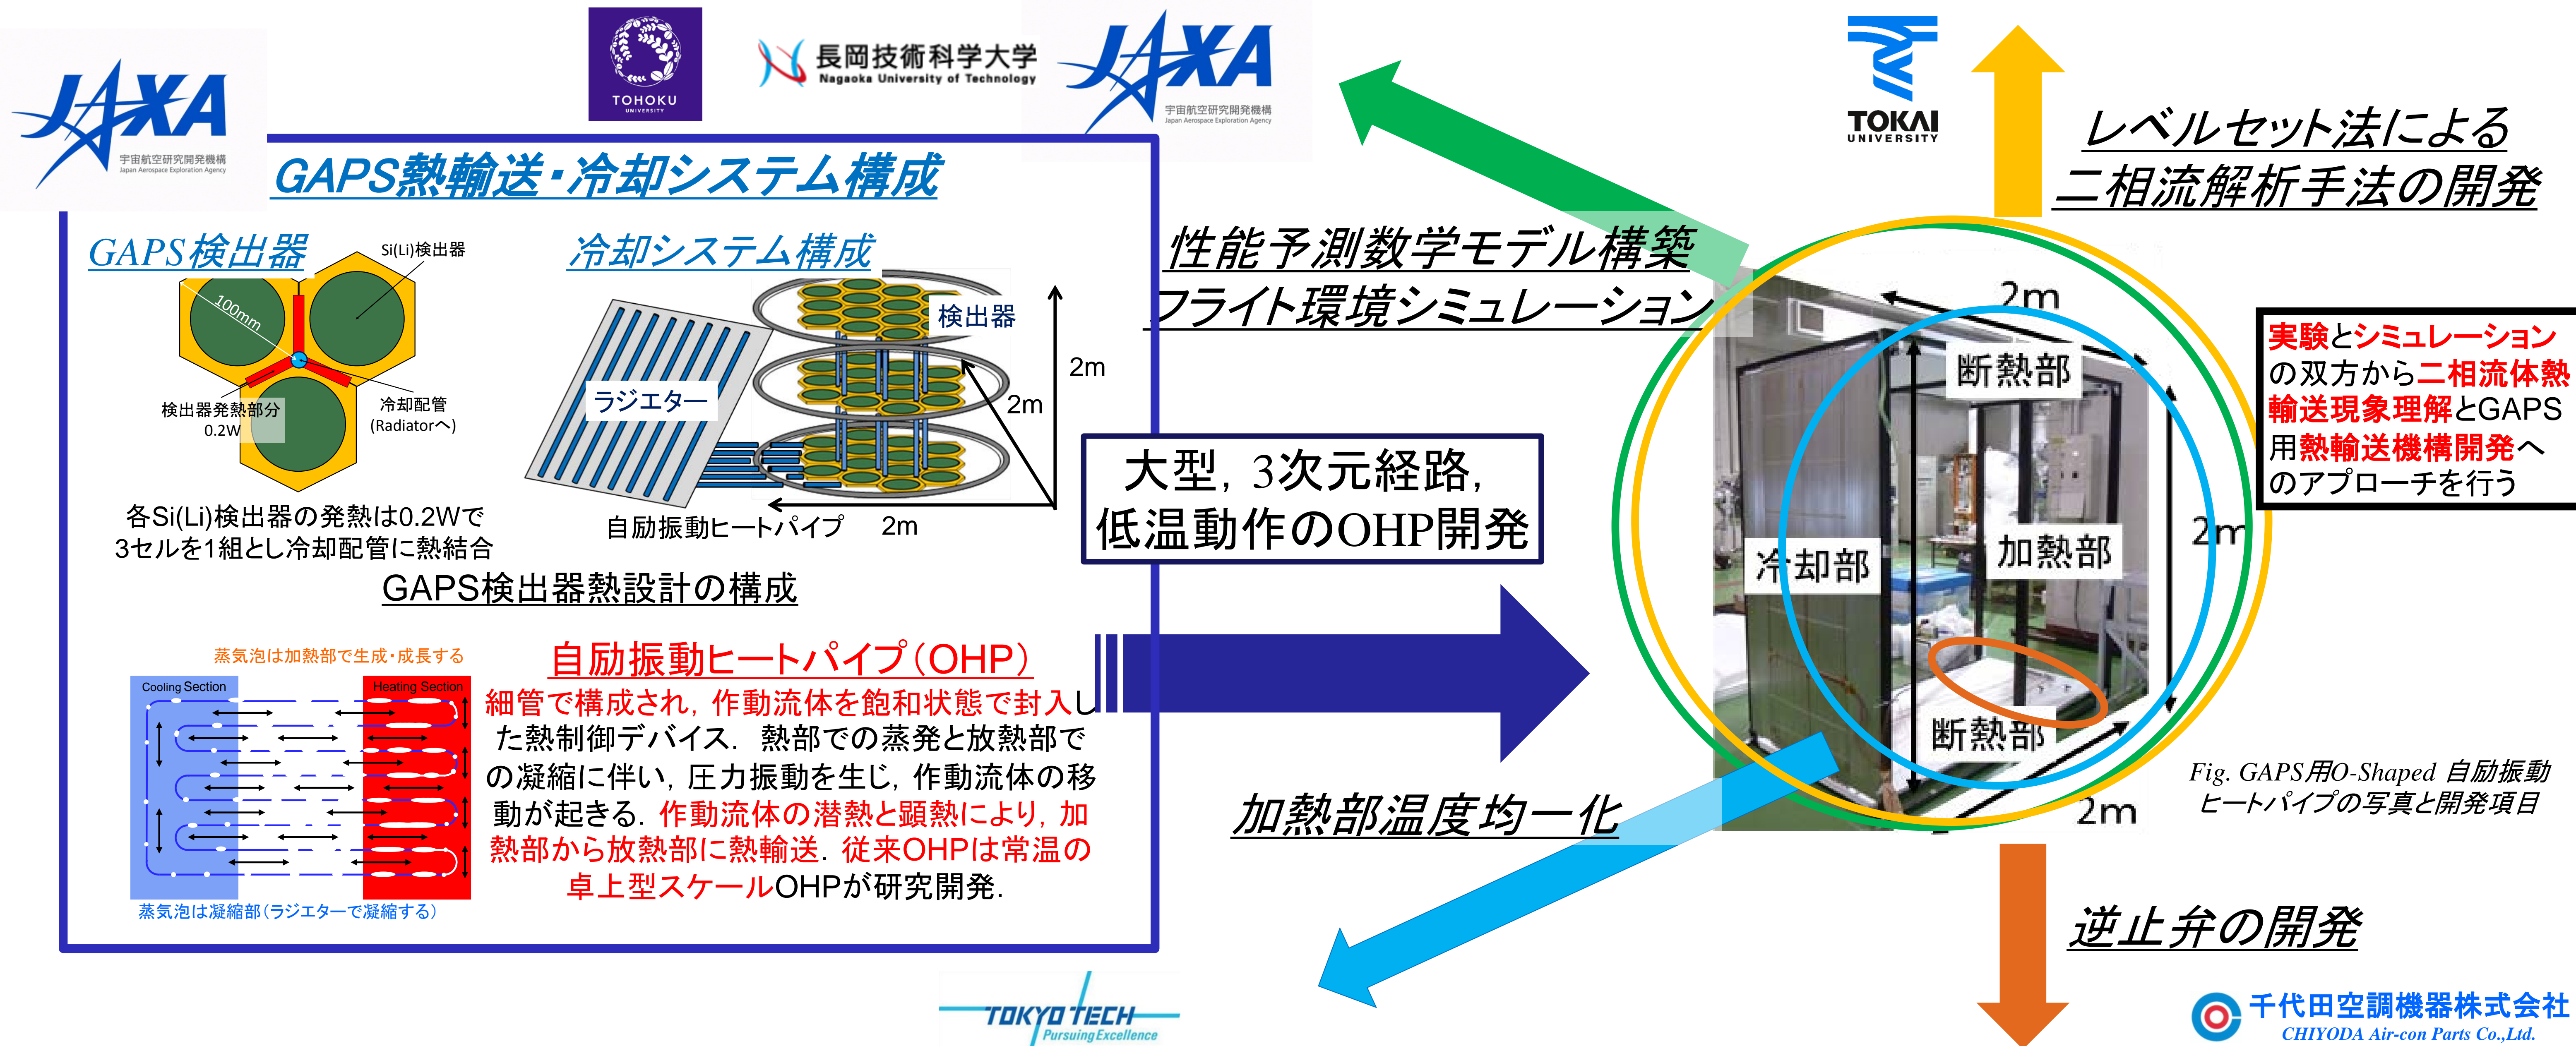 JAXA
宇宙航空研究開発機構
Japan Aerospace Exploration Agency
TOHOKU
UNIVERSITY
長岡技術科学大学
Nagaoka University of Technology
JAXA
宇宙航空研究開発機構
Japan Aerospace Exploration Agency
TOKAI
UNIVERSITY
GAPS熱輸送・冷却システム構成
GAPS検出器
Si(Li)検出器
100mm
検出器発熱部分
0.2W
冷却配管
(Radiatorへ)
各Si(Li)検出器の発熱は0.2Wで
3セルを1組とし冷却配管に熱結合
冷却システム構成
検出器
ラジエター
2m
2m
自励振動ヒートパイプ
2m
GAPS検出器熱設計の構成
蒸気泡は加熱部で生成・成長する
Cooling Section
Heating Section
蒸気泡は凝縮部(ラジエターで凝縮する)
自励振動ヒートパイプ(OHP)
細管で構成され,作動流体を飽和状態で封入し
た熱制御デバイス. 熱部での蒸発と放熱部で
の凝縮に伴い,圧力振動を生じ,作動流体の移
動が起きる.作動流体の潜熱と顕熱により,加
熱部から放熱部に熱輸送.従来OHPは常温の
卓上型スケールOHPが研究開発.
性能予測数学モデル構築
フライト環境シミュレーション
大型,3次元経路,
低温動作のOHP開発
加熱部温度均一化
レベルセット法による
二相流解析手法の開発
2m
断熱部
冷却部
加熱部
2m
断熱部
2m
実験とシミュレーション
の双方から二相流体熱
輸送現象理解とGAPS
用熱輸送機構開発へ
のアプローチを行う
Fig. GAPS用O-Shaped 自励振動
ヒートパイプの写真と開発項目
逆止弁の開発
TOKYO TECH
Pursuing Excellence
千代田空調機器株式会社
CHIYODA Air-con Parts Co.,Ltd.